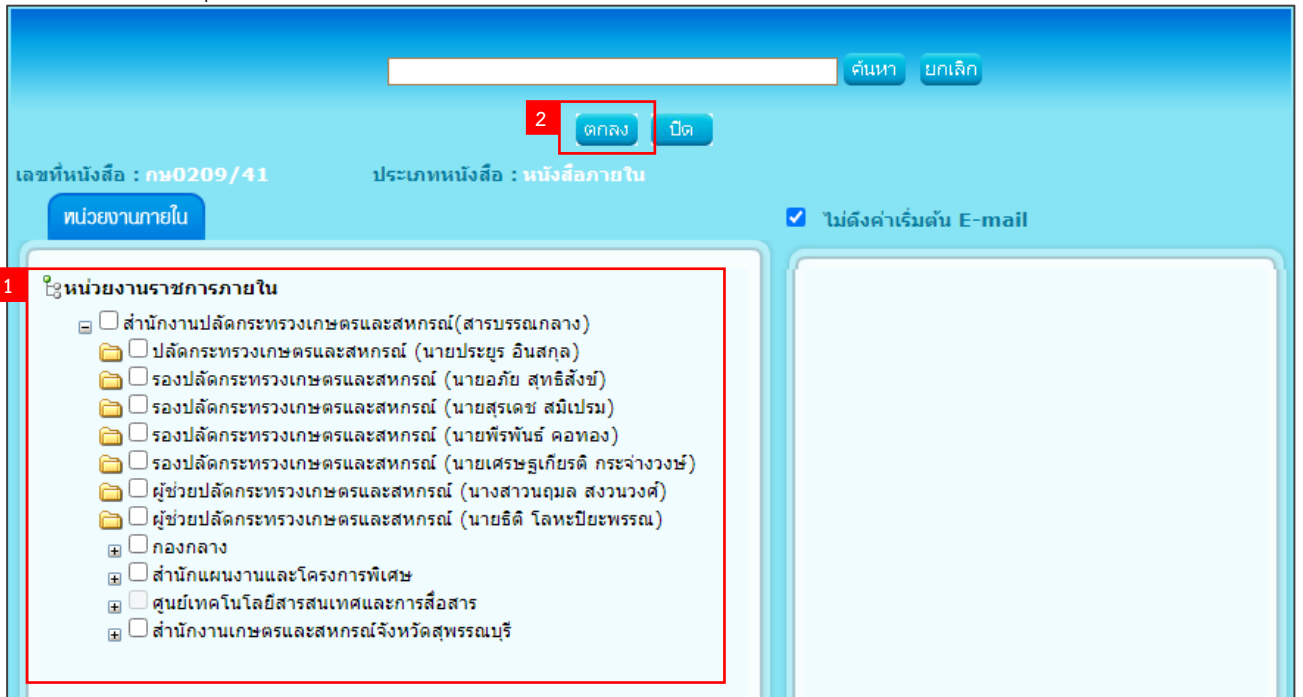 ค้นหา ยกเลิก
2 ตกลง ปิด
เลขที่หนังสือ : กษ0209/41 ประเภทหนังสือ : หนังสือภายใน
หน่วยงานภายใน ไม่ดึงค่าเริ่มต้น E-mail
1 หน่วยงานราชการภายใน
สำนักงานปลัดกระทรวงเกษตรและสหกรณ์(สารบรรณกลาง)
ปลัดกระทรวงเกษตรและสหกรณ์ (นายประยูร อินสกุล)
รองปลัดกระทรวงเกษตรและสหกรณ์ (นายอภัย สุทธิสังข์)
รองปลัดกระทรวงเกษตรและสหกรณ์ (นายสุรเดช สมิเปรม)
รองปลัดกระทรวงเกษตรและสหกรณ์ (นายพีรพันธ์ คอทอง)
รองปลัดกระทรวงเกษตรและสหกรณ์ (นายเศรษฐเกียรติ กระจ่างวงษ์)
ผู้ช่วยปลัดกระทรวงเกษตรและสหกรณ์ (นางสาวนฤมล สงวนวงศ์)
ผู้ช่วยปลัดกระทรวงเกษตรและสหกรณ์ (นายธิติ โลหะปิยะพรรณ)
กองกลาง
สำนักแผนงานและโครงการพิเศษ
ศูนย์เทคโนโลยีสารสนเทศและการสื่อสาร
สำนักงานเกษตรและสหกรณ์จังหวัดสุพรรณบุรี